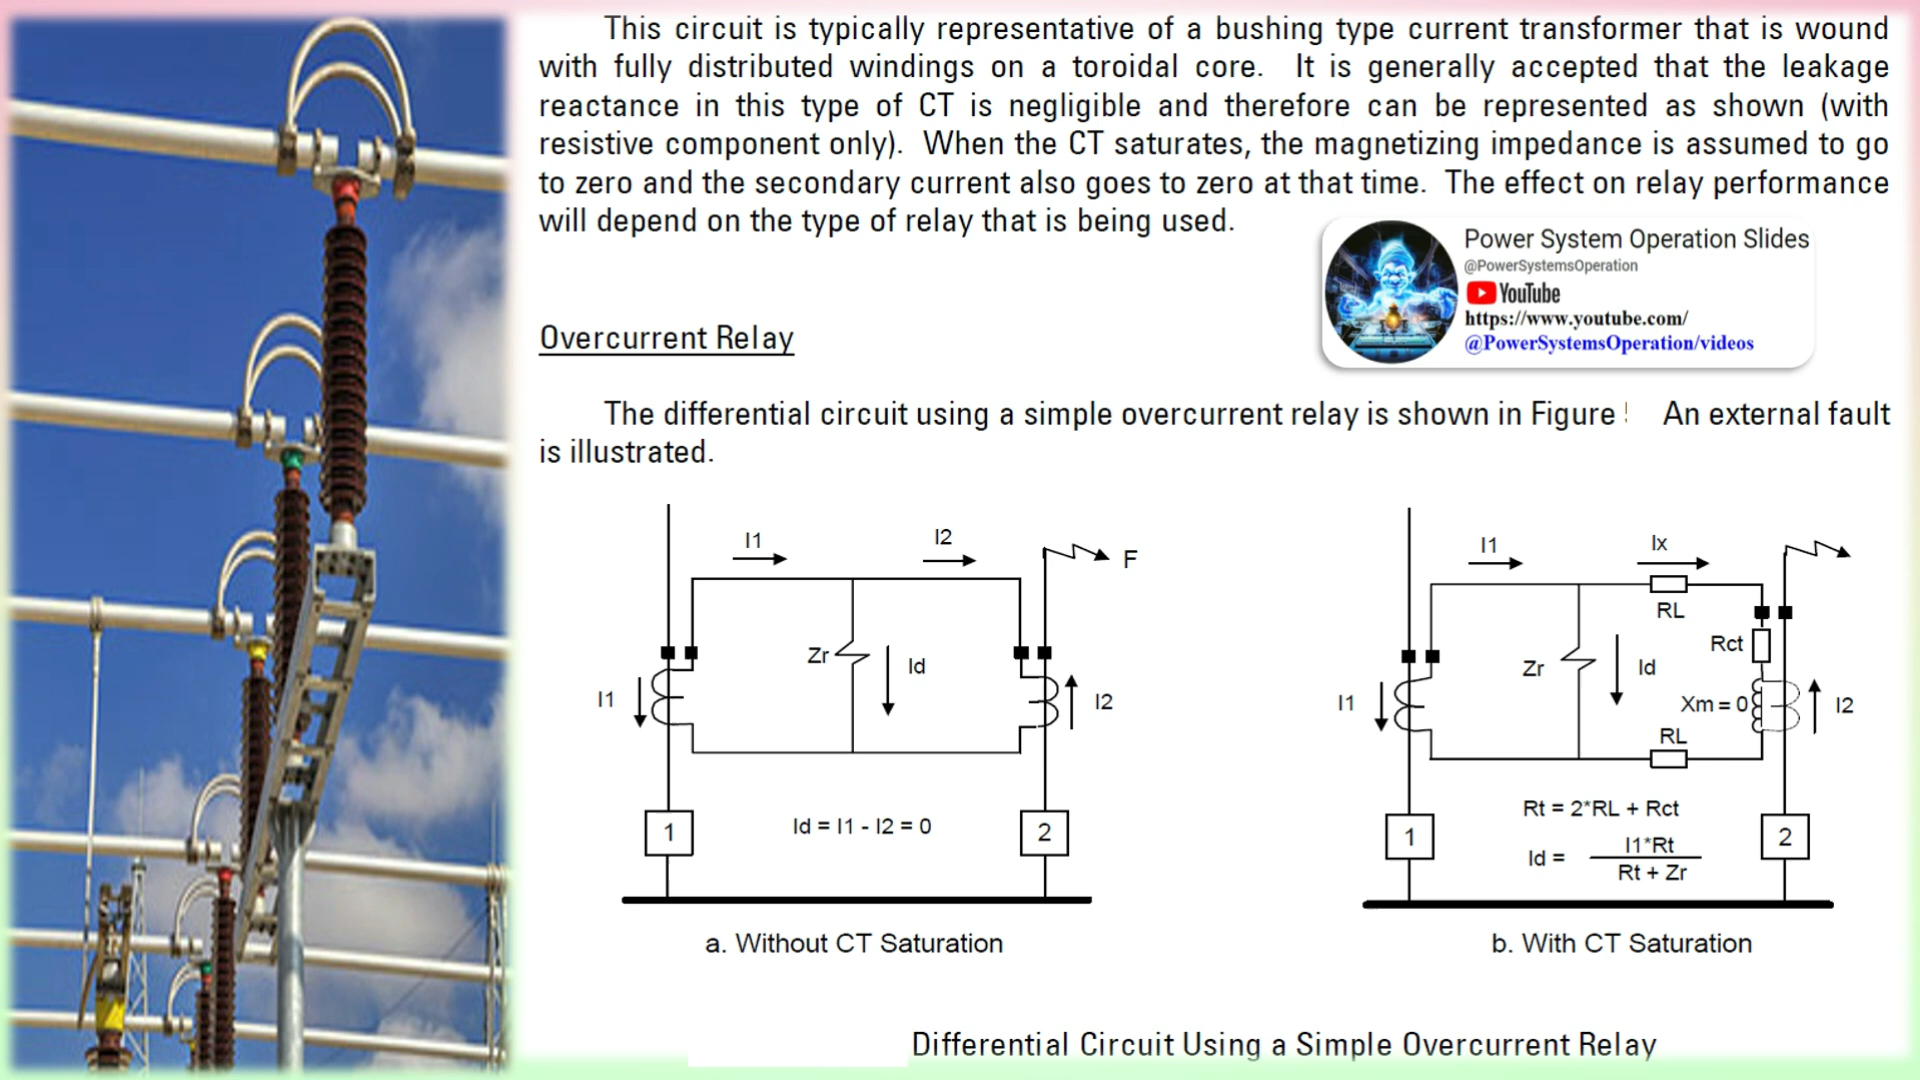 This circuit is typically representative of a bushing type current transformer that is wound
with fully distributed windings on a toroidal core. It is generally accepted that the leakage
reactance in this type of CT is negligible and therefore can be represented as shown (with
resistive component only). When the CT saturates, the magnetizing impedance is assumed to go
to zero and the secondary current also goes to zero at that time. The effect on relay performance
will depend on the type of relay that is being used.
Power System Operation Slides
@PowerSystemsOperation
YouTube
https://www.youtube.com/
@PowerSystemsOperation/videos
Overcurrent Relay
The differential circuit using a simple overcurrent relay is shown in Figure An external fault
is illustrated.
I1
I2
F
Zr
Id
I1
I2
1
Id = I1 - I2 = 0
2
a. Without CT Saturation
I1
Ix
RL
Rct
Zr
Id
I1
Xm = 0
I2
RL
Rt = 2*RL + Rct
1
Id =
I1*Rt
Rt + Zr
2
b. With CT Saturation
Differential Circuit Using a Simple Overcurrent Relay